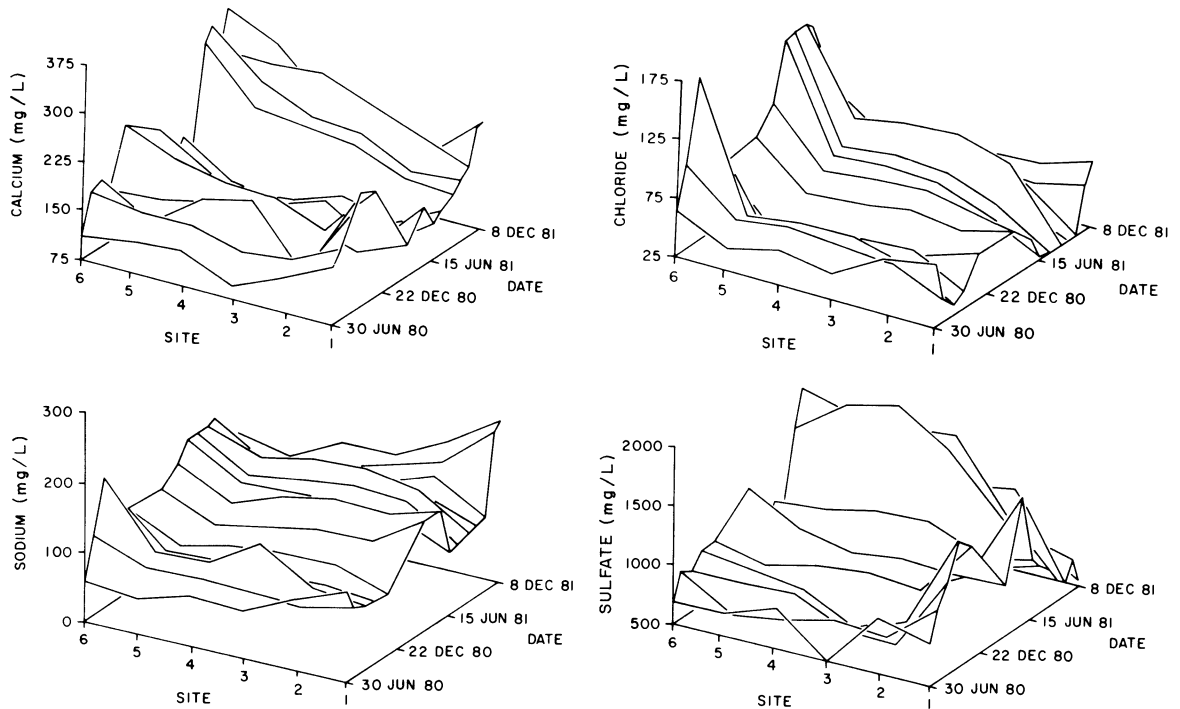 CALCIUM (mg/L)
375
300
225
150
75
6
5
4
3
2
1
SITE
30 JUN 80
22 DEC 80
15 JUN 81
8 DEC 81
DATE
CHLORIDE (mg/L)
175
125
75
25
6
5
4
3
2
1
SITE
30 JUN 80
22 DEC 80
15 JUN 81
8 DEC 81
DATE
SODIUM (mg/L)
300
200
100
0
6
5
4
3
2
1
SITE
30 JUN 80
22 DEC 80
15 JUN 81
8 DEC 81
DATE
SULFATE (mg/L)
2000
1500
1000
500
6
5
4
3
2
1
SITE
30 JUN 80
22 DEC 80
15 JUN 81
8 DEC 81
DATE